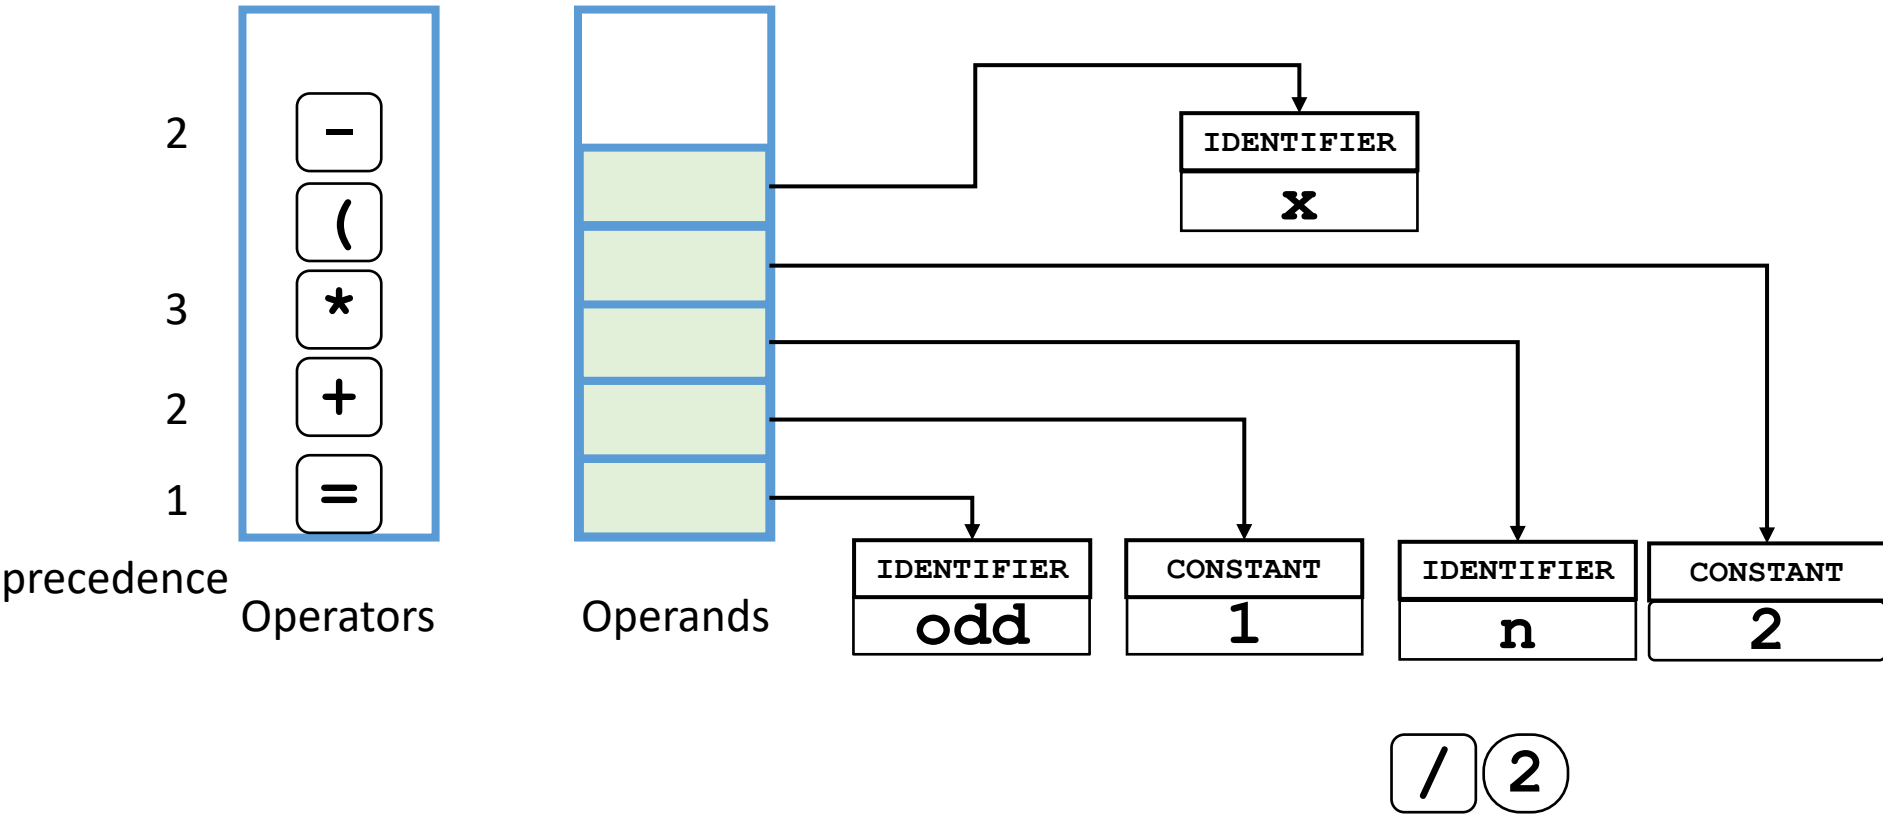 2 -
IDENTIFIER
x
(
3 *
2 +
1 =
precedence
Operators Operands
IDENTIFIER CONSTANT IDENTIFIER CONSTANT
odd 1 n 2
/ 2